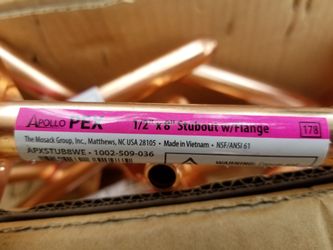 APOLLO PEX 1/2" x 8" Stubout w/Flange 178
The Mosack Group, Inc., Matthews, NC USA 28105 • Made in Vietnam • NSF/ANSI 61
APXSTUB8WE - 1002-509-036
WARNING